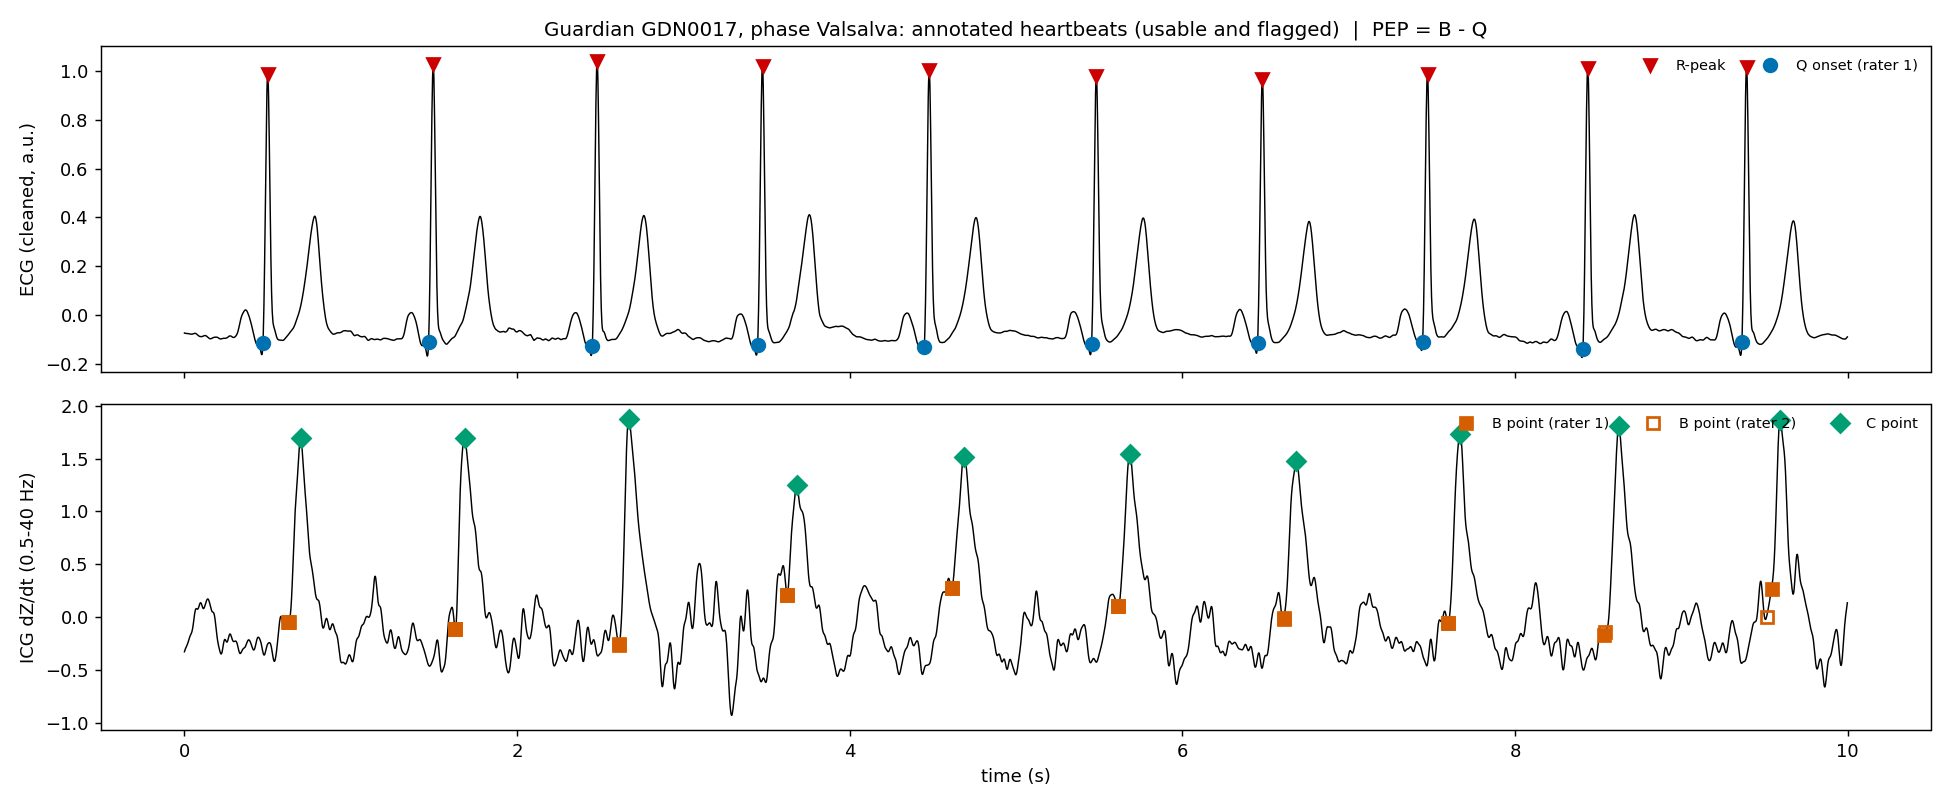 Guardian GDN0017, phase Valsalva: annotated heartbeats (usable and flagged)  |  PEP = B - Q
ECG (cleaned, a.u.)
1.0
0.8
0.6
0.4
0.2
0.0
−0.2
R-peak
Q onset (rater 1)
ICG dZ/dt (0.5-40 Hz)
2.0
1.5
1.0
0.5
0.0
−0.5
−1.0
B point (rater 1)
B point (rater 2)
C point
0
2
4
6
8
10
time (s)